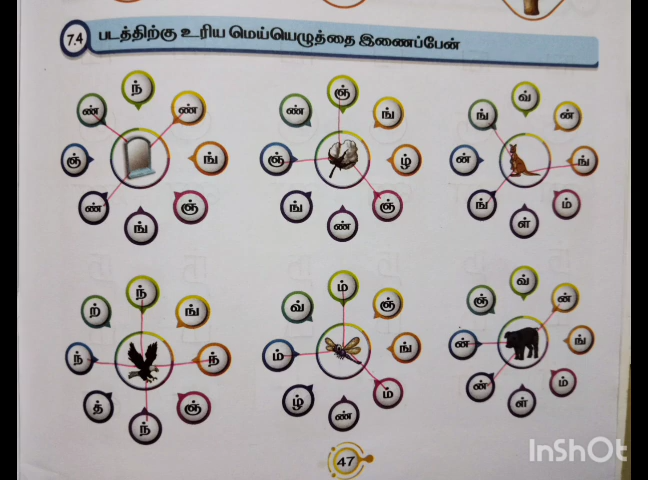 7.4 படத்திற்கு உரிய மெய்யெழுத்தை இணைப்பேன்
ந்
ண் ண்
ஞ் ங்
ண் ஞ்
ங்
ஞ்
ண் ங்
ஞ் ழ்
ங் ஞ்
ண்
வ்
ங் ன்
ன் ங்
ங் ம்
ள்
ந்
ற் ங்
ந் ந்
த் ஞ்
ந்
ம்
வ் ஞ்
ம் ங்
ழ் ம்
ண்
வ்
ஞ் ன்
ன் ங்
ன் ம்
ள்
47
InShOt